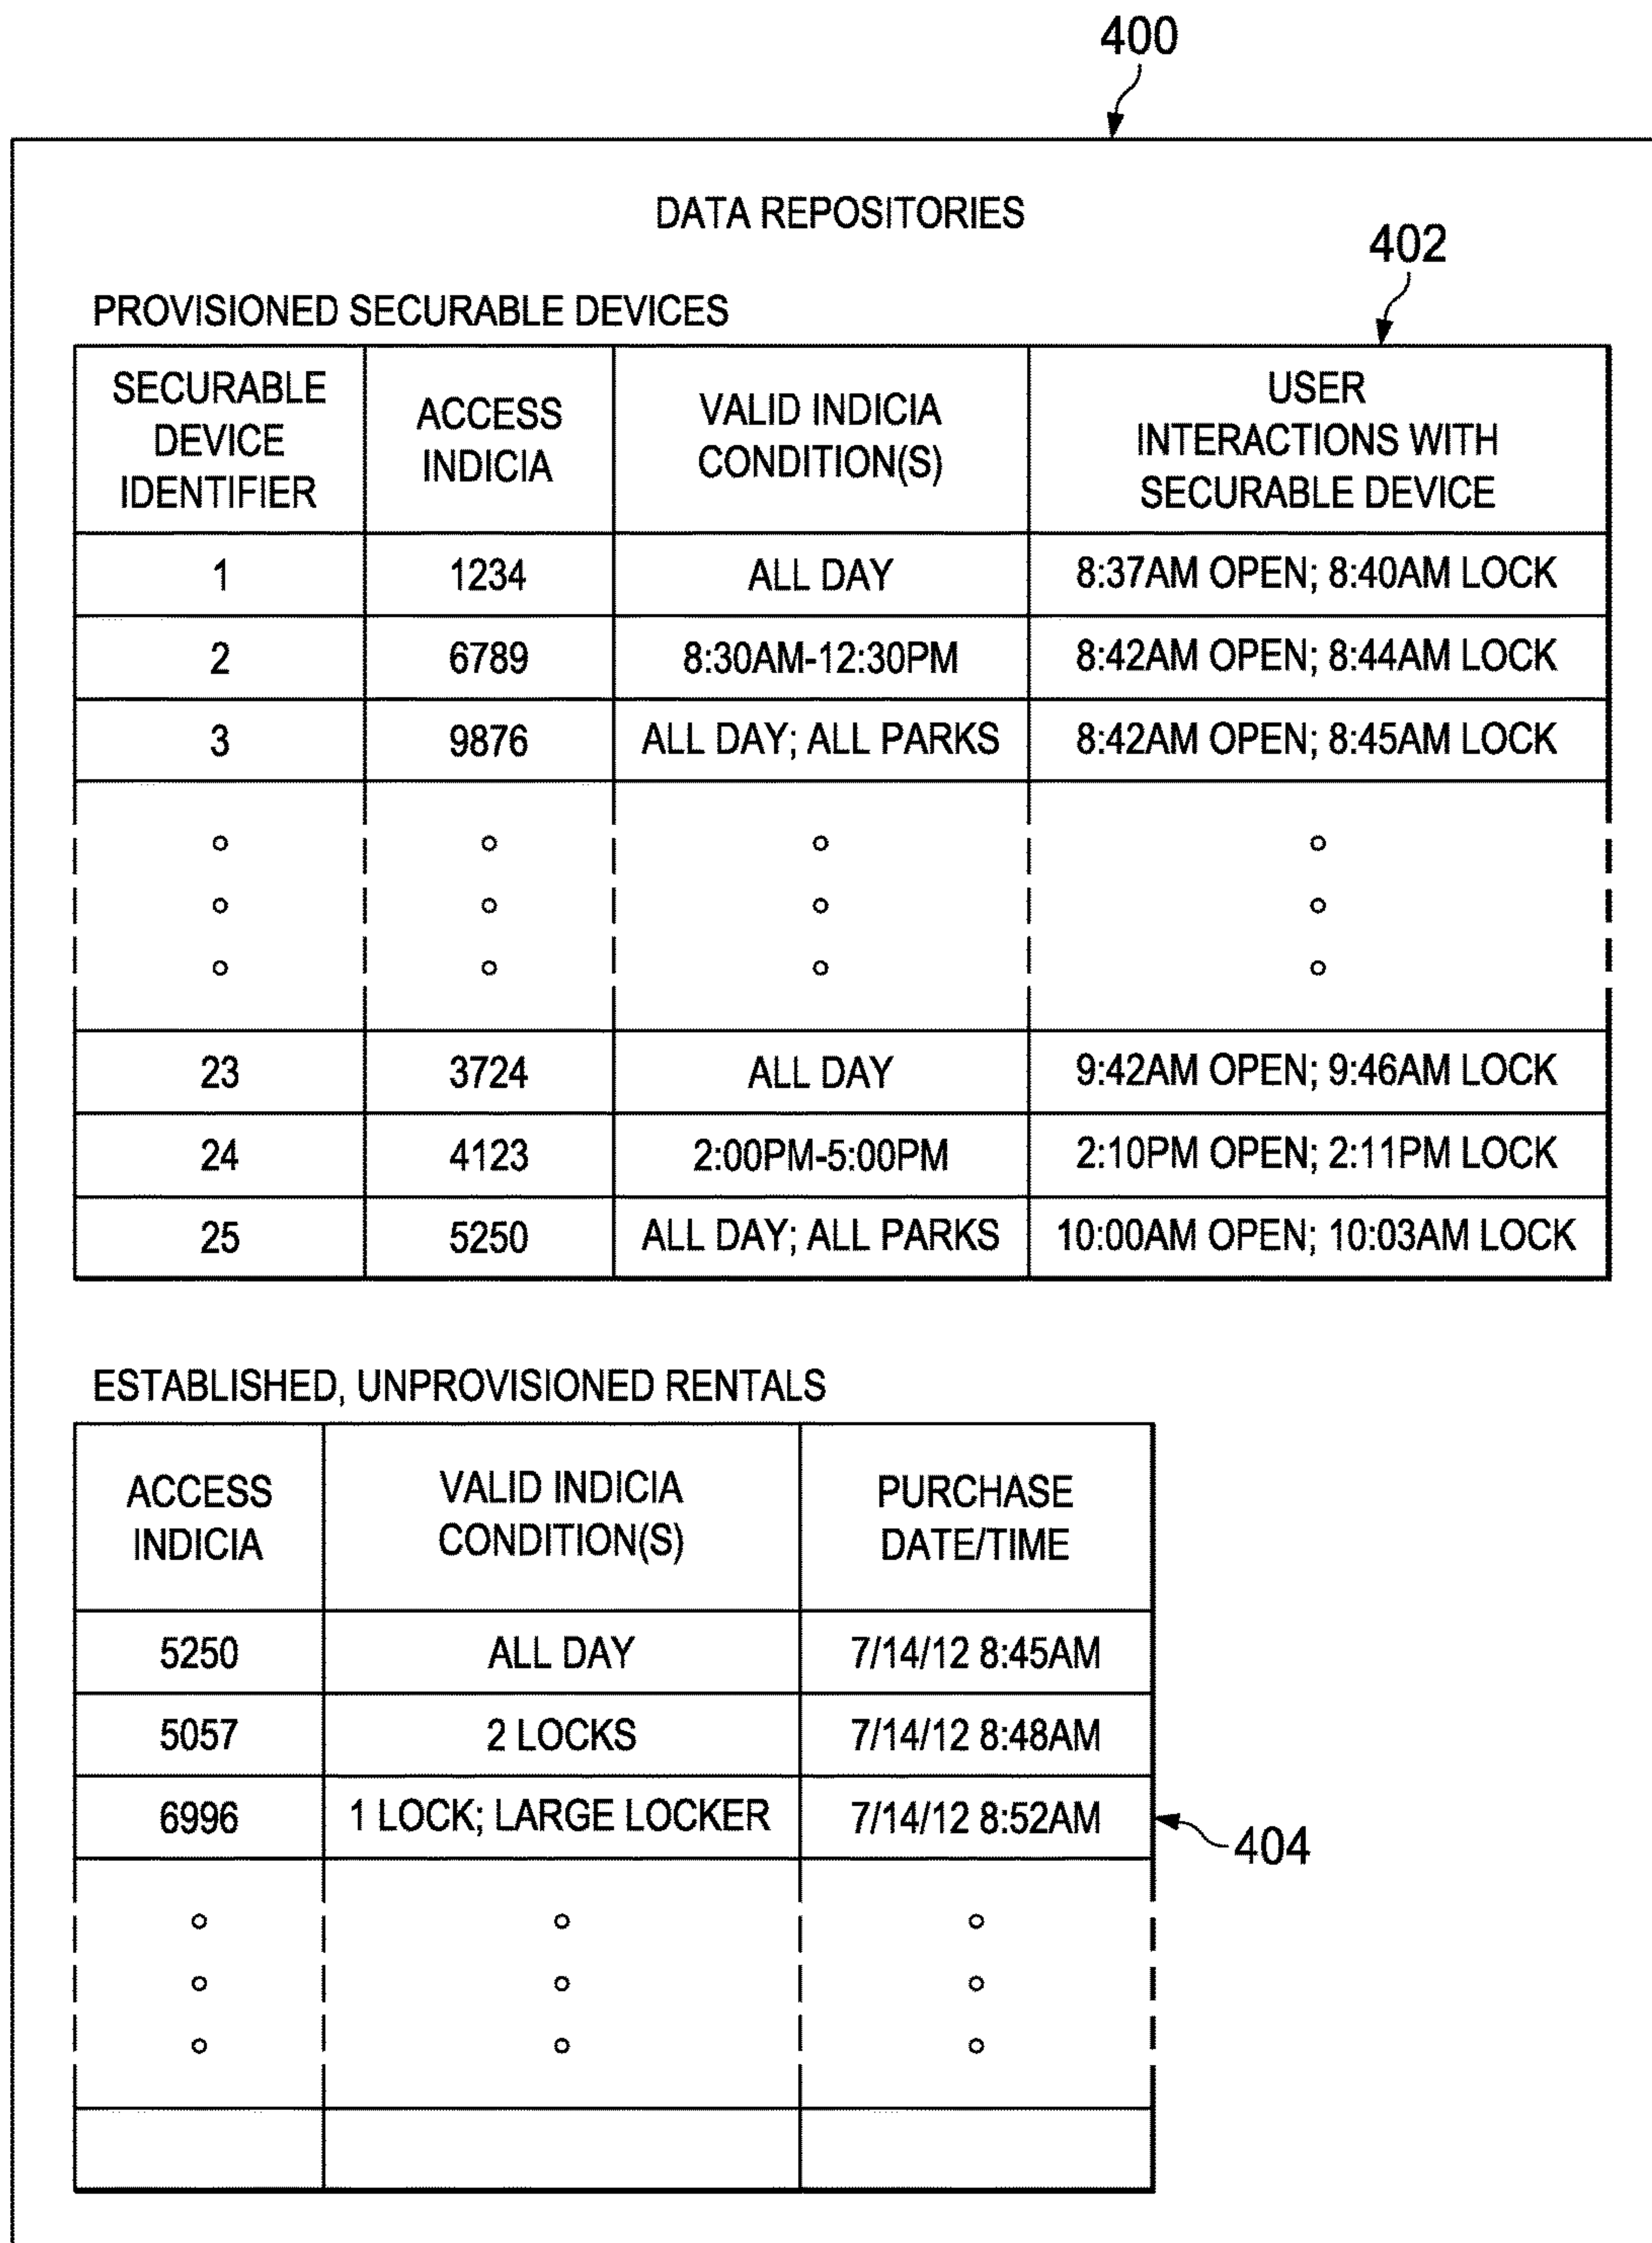 400
DATA REPOSITORIES
402
PROVISIONED SECURABLE DEVICES
SECURABLE DEVICE IDENTIFIER ACCESS INDICIA VALID INDICIA CONDITION(S) USER INTERACTIONS WITH SECURABLE DEVICE
1 1234 ALL DAY 8:37AM OPEN; 8:40AM LOCK
2 6789 8:30AM-12:30PM 8:42AM OPEN; 8:44AM LOCK
3 9876 ALL DAY; ALL PARKS 8:42AM OPEN; 8:45AM LOCK
23 3724 ALL DAY 9:42AM OPEN; 9:46AM LOCK
24 4123 2:00PM-5:00PM 2:10PM OPEN; 2:11PM LOCK
25 5250 ALL DAY; ALL PARKS 10:00AM OPEN; 10:03AM LOCK
ESTABLISHED, UNPROVISIONED RENTALS
ACCESS INDICIA VALID INDICIA CONDITION(S) PURCHASE DATE/TIME
5250 ALL DAY 7/14/12 8:45AM
5057 2 LOCKS 7/14/12 8:48AM
6996 1 LOCK; LARGE LOCKER 7/14/12 8:52AM
404